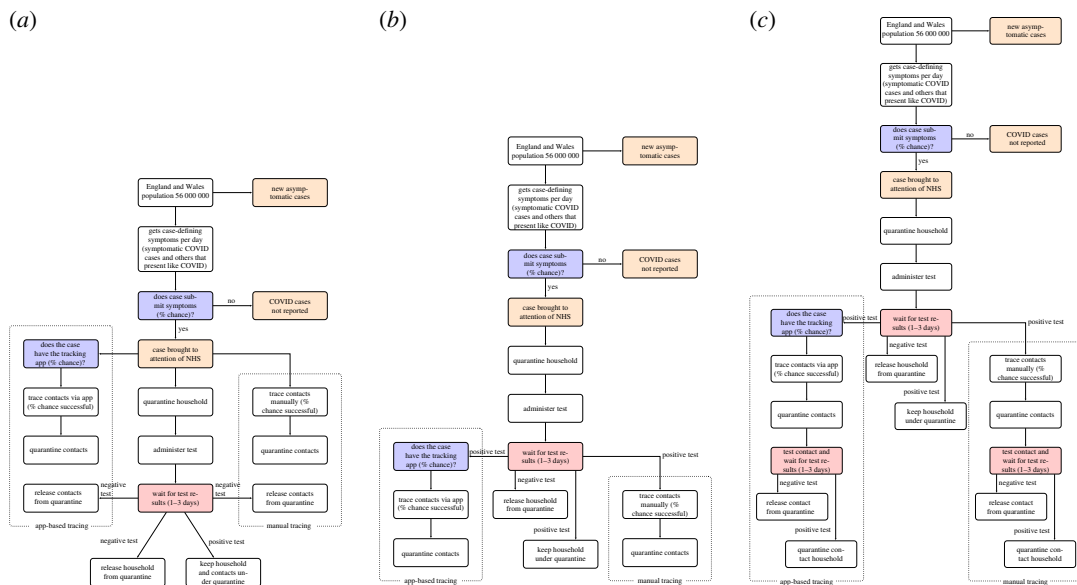 (a)
England and Wales
population 56 000 000
new asymp-
tomatic cases
gets case-defining
symptoms per day
(symptomatic COVID
cases and others that
present like COVID)
does case sub-
mit symptoms
(% chance)?
no
COVID cases
not reported
yes
does the case
have the tracking
app (% chance)?
case brought to
attention of NHS
trace contacts via app
(% chance successful)
quarantine household
trace contacts
manually (%
chance successful)
quarantine contacts
administer test
quarantine contacts
release contacts
from quarantine
negative
test
wait for test re-
sults (1–3 days)
negative
test
release contacts
from quarantine
app-based tracing
manual tracing
negative test
positive test
release household
from quarantine
keep household
and contacts un-
der quarantine
(b)
England and Wales
population 56 000 000
new asymp-
tomatic cases
gets case-defining
symptoms per day
(symptomatic COVID
cases and others that
present like COVID)
does case sub-
mit symptoms
(% chance)?
no
COVID cases
not reported
yes
case brought to
attention of NHS
quarantine household
administer test
does the case
have the tracking
app (% chance)?
positive test
wait for test re-
sults (1–3 days)
positive test
negative test
trace contacts via app
(% chance successful)
release household
from quarantine
trace contacts
manually (%
chance successful)
positive test
quarantine contacts
keep household
under quarantine
quarantine contacts
app-based tracing
manual tracing
(c)
England and Wales
population 56 000 000
new asymp-
tomatic cases
gets case-defining
symptoms per day
(symptomatic COVID
cases and others that
present like COVID)
does case sub-
mit symptoms
(% chance)?
no
COVID cases
not reported
yes
case brought to
attention of NHS
quarantine household
administer test
does the case
have the tracking
app (% chance)?
positive test
wait for test re-
sults (1–3 days)
positive test
negative test
trace contacts via app
(% chance successful)
release household
from quarantine
trace contacts
manually (%
chance successful)
positive test
quarantine contacts
keep household
under quarantine
quarantine contacts
test contact and
wait for test re-
sults (1–3 days)
test contact and
wait for test re-
sults (1–3 days)
negative test
negative test
release contact
from quarantine
release contact
from quarantine
positive test
positive test
quarantine con-
tact household
quarantine con-
tact household
app-based tracing
manual tracing